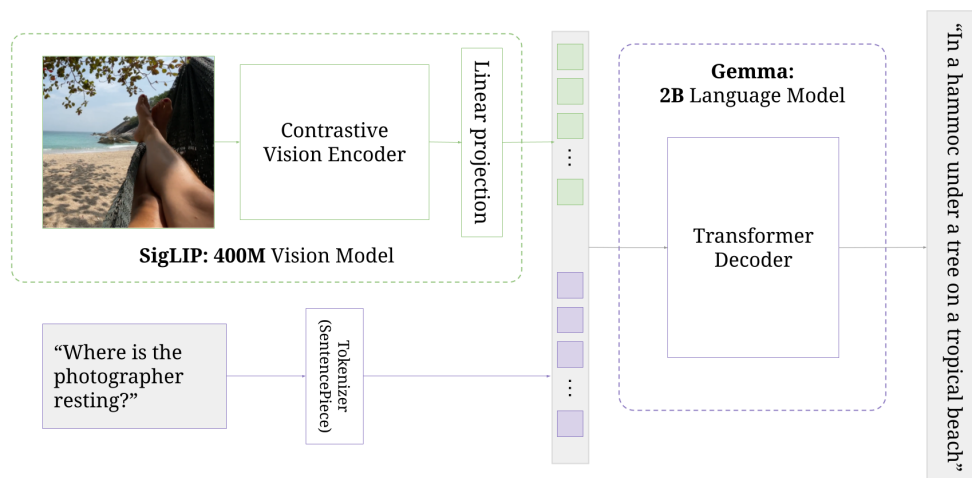 Contrastive
Vision Encoder
Linear projection
SigLIP: 400M Vision Model
“Where is the
photographer
resting?”
Tokenizer
(SentencePiece)
...
...
Gemma:
2B Language Model
Transformer
Decoder
“In a hammoc under a tree on a tropical beach”